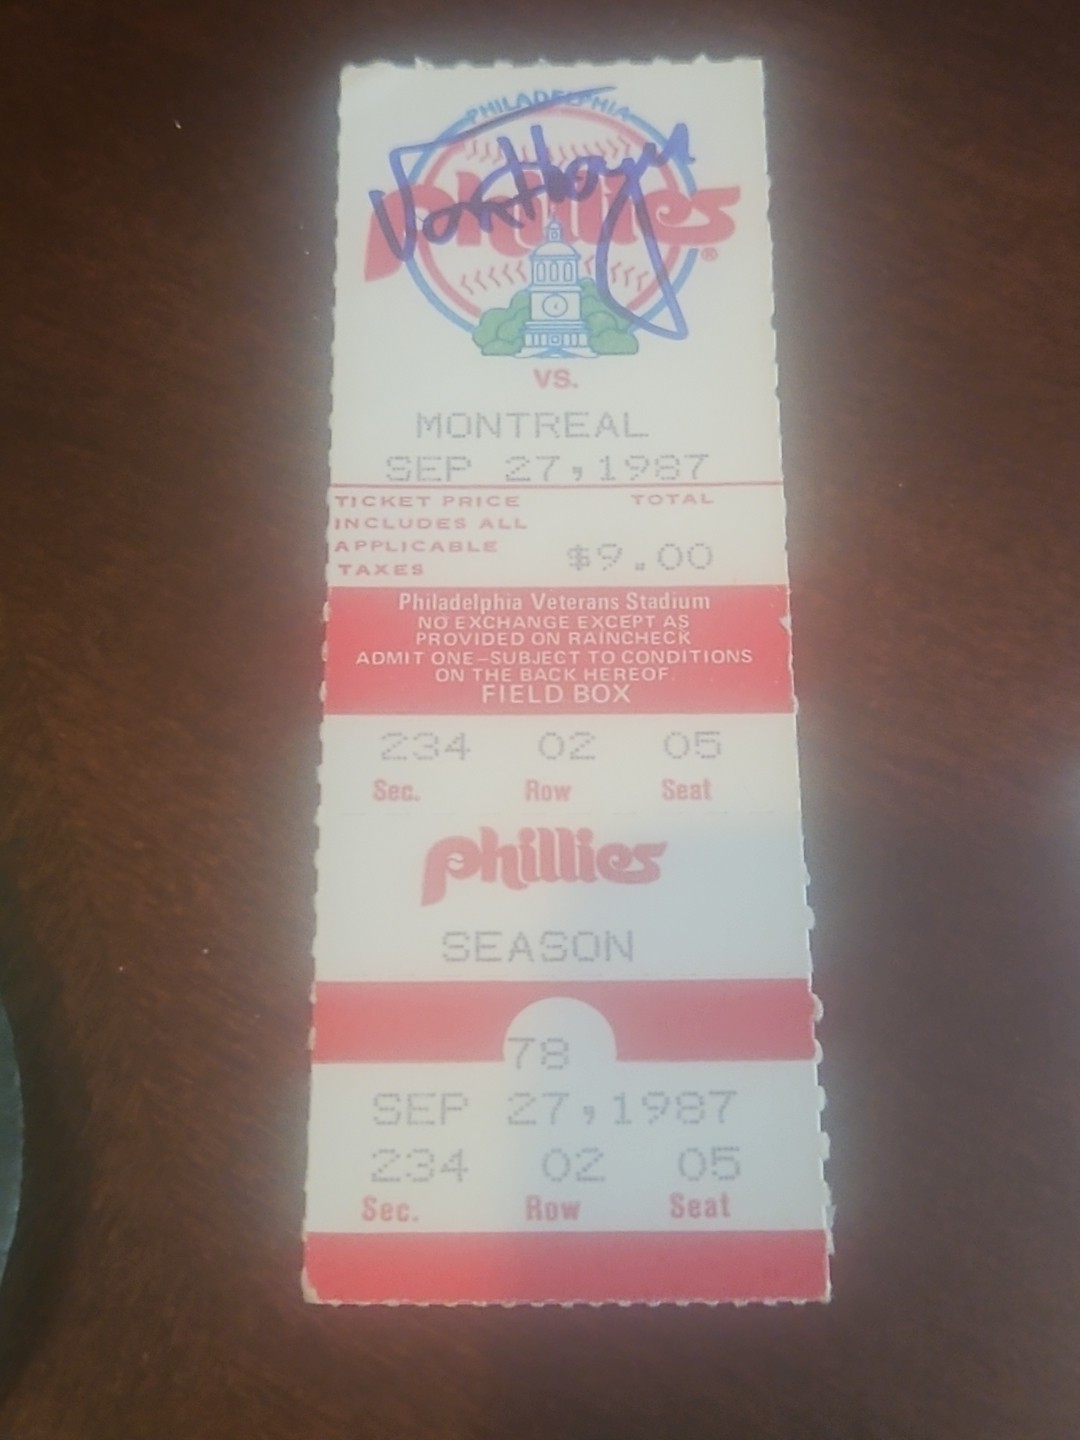 PHILADELPHIA
Phillies®
Von Hayes
VS.
MONTREAL
SEP 27,1987
TICKET PRICE TOTAL
INCLUDES ALL
APPLICABLE $9.00
TAXES
Philadelphia Veterans Stadium
NO EXCHANGE EXCEPT AS
PROVIDED ON RAINCHECK
ADMIT ONE–SUBJECT TO CONDITIONS
ON THE BACK HEREOF.
FIELD BOX
234 02 05
Sec. Row Seat
Phillies
SEASON
78
SEP 27,1987
234 02 05
Sec. Row Seat